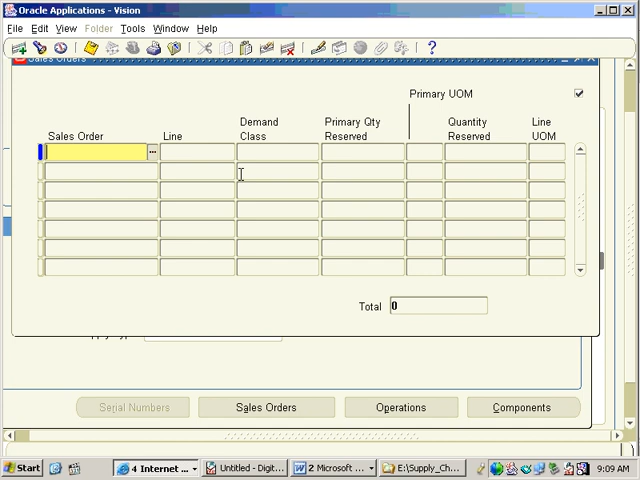 Oracle Applications - Vision
File Edit View Folder Tools Window Help
Sales Orders
Primary UOM
Sales Order Line Demand Class Primary Qty Reserved Quantity Reserved Line UOM
Total 0
Serial Numbers Sales Orders Operations Components
Start 4 Internet ... Untitled - Digit... 2 Microsoft ... E:\Supply_Ch... 9:09 AM